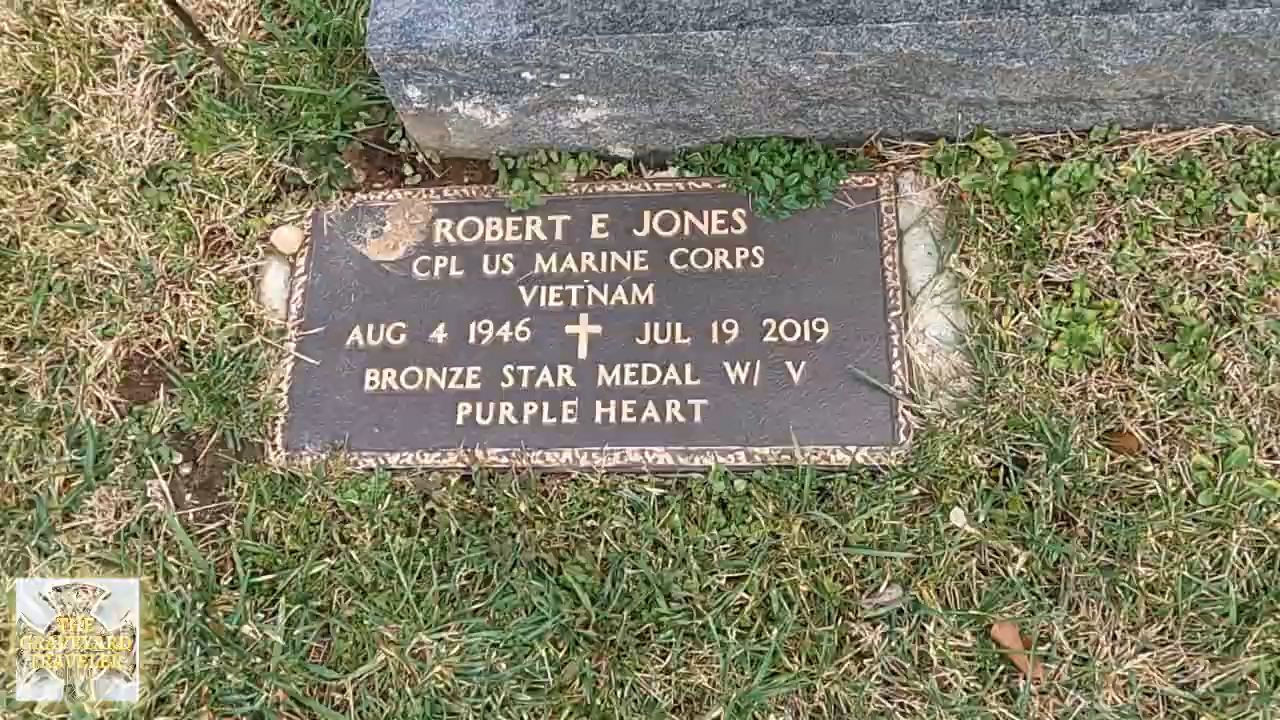 ROBERT E JONES
CPL US MARINE CORPS
VIETNAM
AUG 4 1946 JUL 19 2019
BRONZE STAR MEDAL W/ V
PURPLE HEART
THE
GRAVEYARD
TRAVELER